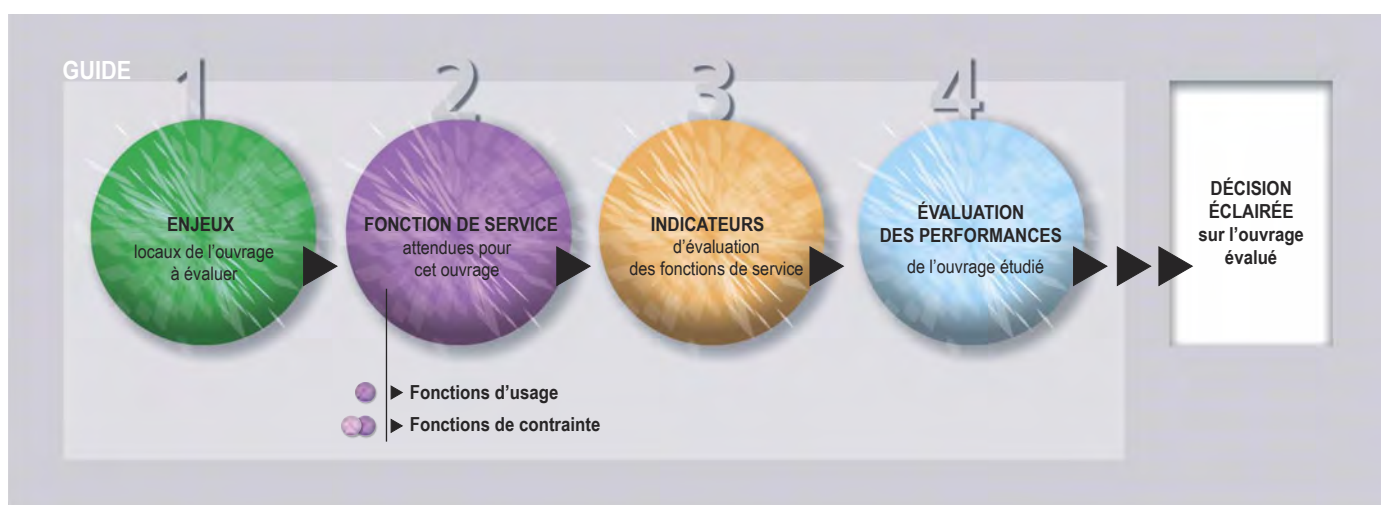 GUIDE
1
2
3
4
ENJEUX
locaux de l’ouvrage
à évaluer
FONCTION DE SERVICE
attendues pour
cet ouvrage
INDICATEURS
d’évaluation
des fonctions de service
ÉVALUATION
DES PERFORMANCES
de l’ouvrage étudié
DÉCISION
ÉCLAIRÉE
sur l’ouvrage
évalué
Fonctions d’usage
Fonctions de contrainte